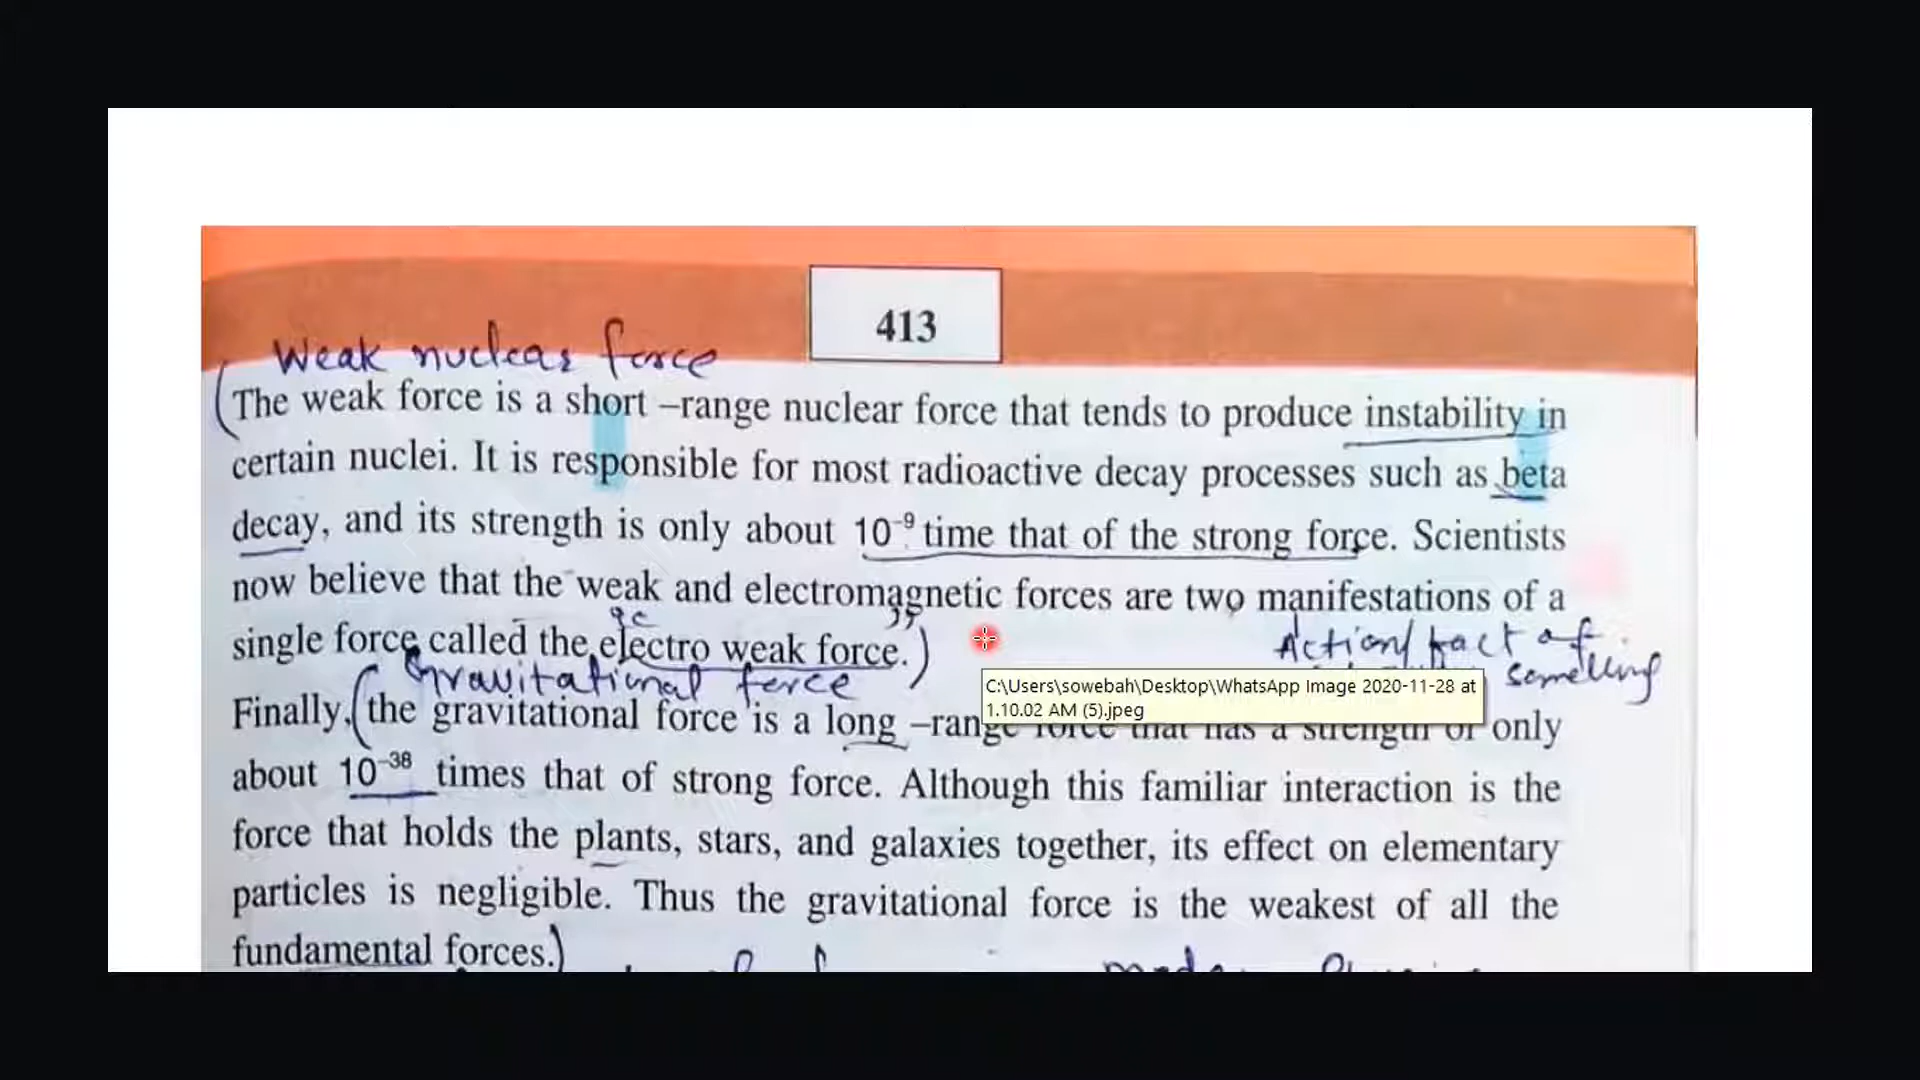 413
Weak nuclear force
(The weak force is a short –range nuclear force that tends to produce instability in
certain nuclei. It is responsible for most radioactive decay processes such as beta
decay, and its strength is only about 10⁻⁹ time that of the strong force. Scientists
now believe that the weak and electromagnetic forces are two manifestations of a
single force called the electro weak force.)
Action/fact of
something
Gravitational force
C:\Users\sowebah\Desktop\WhatsApp Image 2020-11-28 at
1.10.02 AM (5).jpeg
Finally, (the gravitational force is a long –range force that has a strength of only
about 10⁻³⁸ times that of strong force. Although this familiar interaction is the
force that holds the plants, stars, and galaxies together, its effect on elementary
particles is negligible. Thus the gravitational force is the weakest of all the
fundamental forces.)